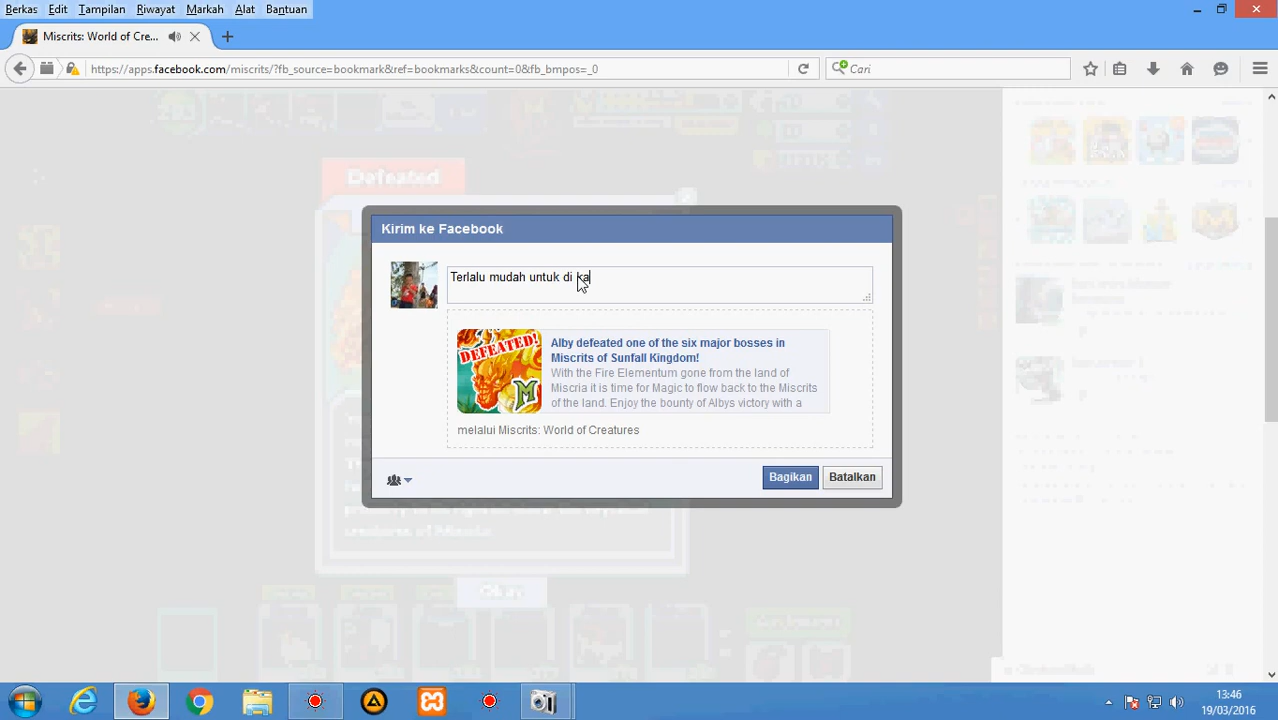 Berkas Edit Tampilan Riwayat Markah Alat Bantuan
Miscrits: World of Cre...
https://apps.facebook.com/miscrits/?fb_source=bookmark&ref=bookmarks&count=0&fb_bmpos=_0
Cari
Defeated
Kirim ke Facebook
Terlalu mudah untuk di ka
DEFEATED!
M
Alby defeated one of the six major bosses in
Miscrits of Sunfall Kingdom!
With the Fire Elementum gone from the land of
Miscria it is time for Magic to flow back to the Miscrits
of the land. Enjoy the bounty of Albys victory with a
melalui Miscrits: World of Creatures
Bagikan Batalkan
13:46
19/03/2016